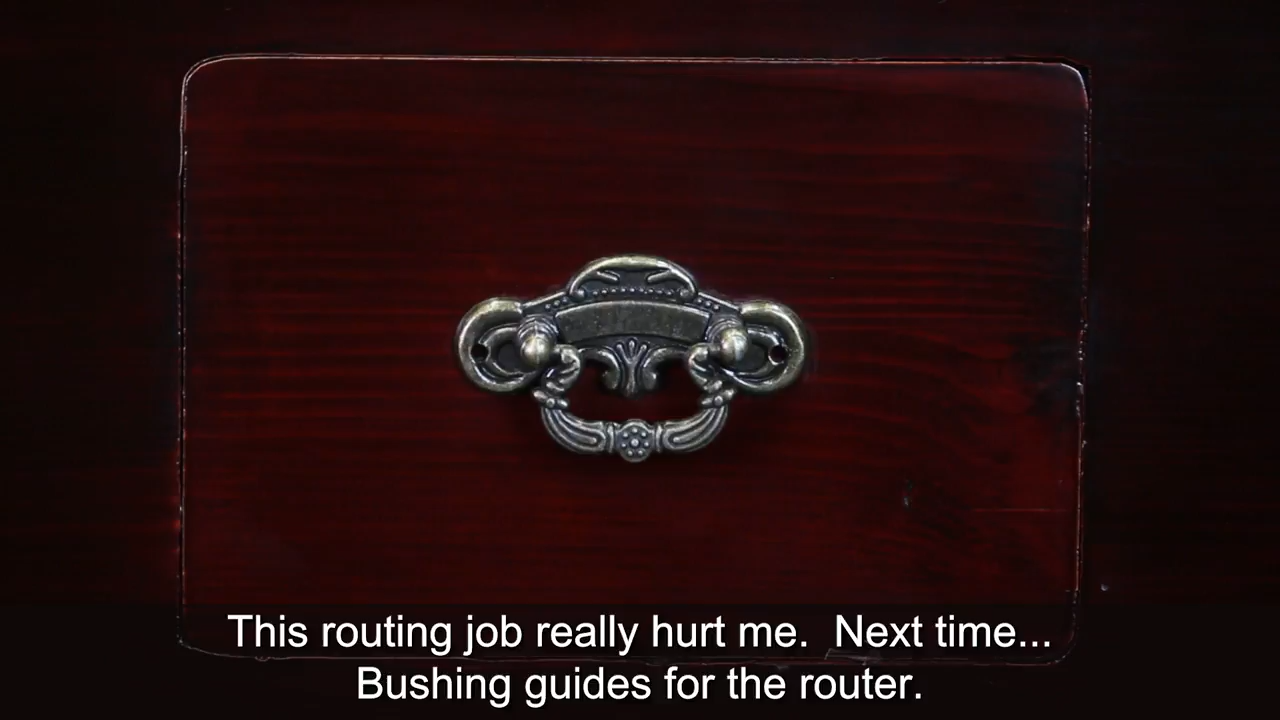 This routing job really hurt me.  Next time...
Bushing guides for the router.